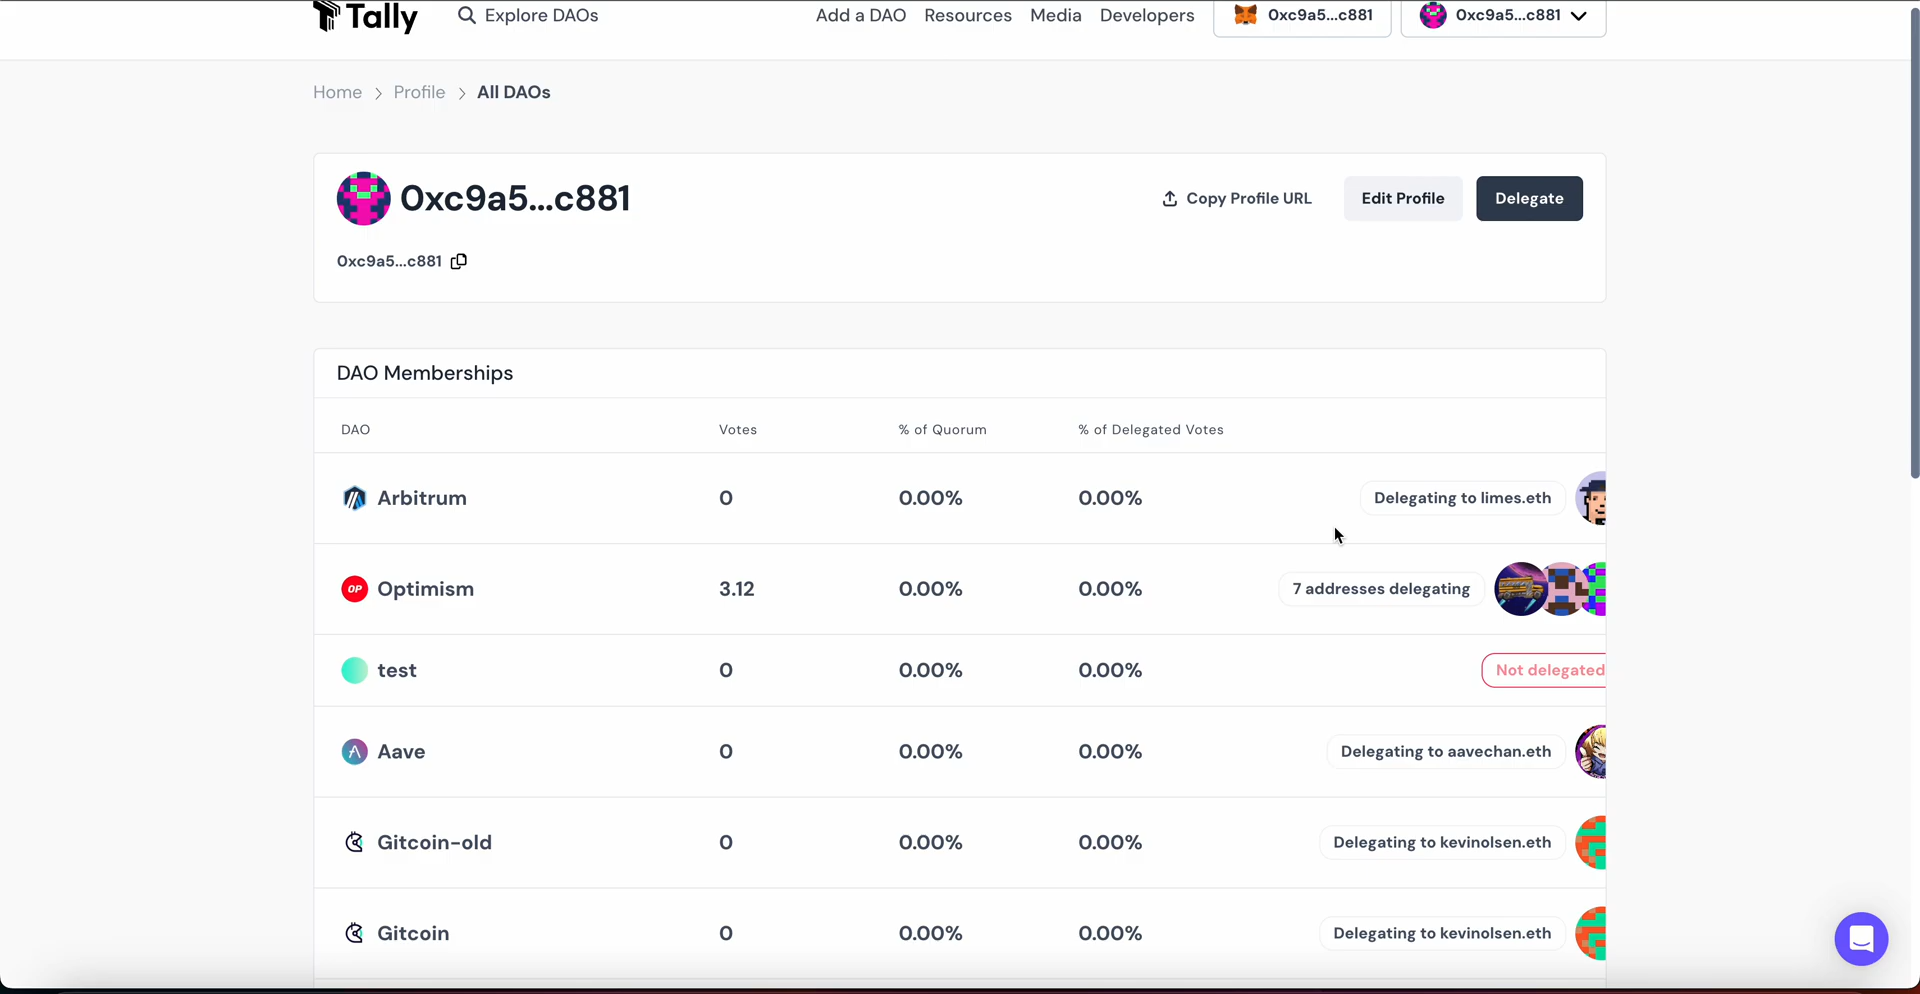 Tally
Explore DAOs
Add a DAO
Resources
Media
Developers
0xc9a5...c881
0xc9a5...c881
Home > Profile > All DAOs
0xc9a5...c881
Copy Profile URL
Edit Profile
Delegate
0xc9a5...c881
DAO Memberships
DAO Votes % of Quorum % of Delegated Votes
Arbitrum 0 0.00% 0.00% Delegating to limes.eth
OP Optimism 3.12 0.00% 0.00% 7 addresses delegating
test 0 0.00% 0.00% Not delegated
Aave 0 0.00% 0.00% Delegating to aavechan.eth
Gitcoin-old 0 0.00% 0.00% Delegating to kevinolsen.eth
Gitcoin 0 0.00% 0.00% Delegating to kevinolsen.eth